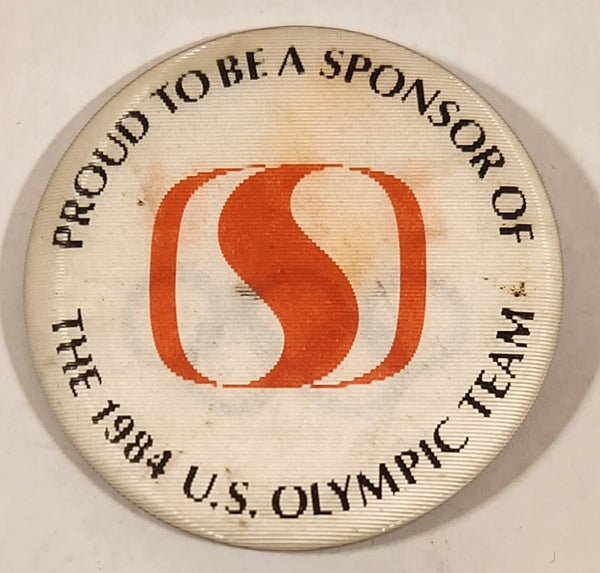 PROUD TO BE A SPONSOR OF
THE 1984 U.S. OLYMPIC TEAM